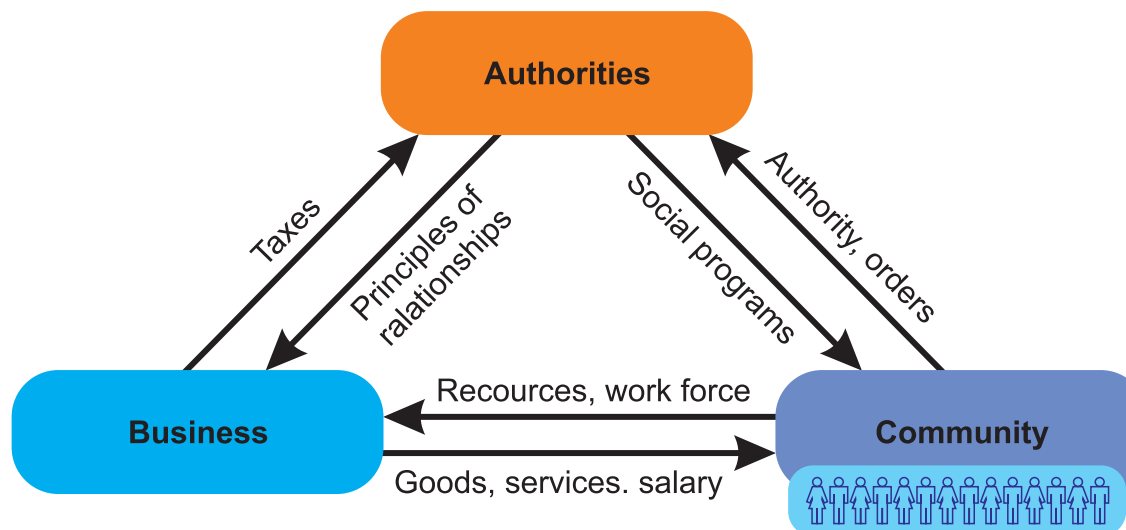 Authorities
Taxes
Principles of
ralationships
Social programs
Authority, orders
Recources, work force
Business
Community
Goods, services. salary